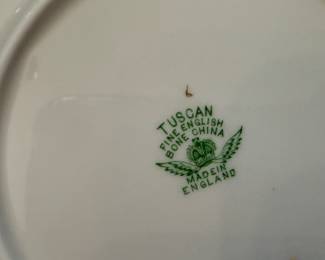 TUSCAN
FINE ENGLISH
BONE CHINA
MADE IN
ENGLAND